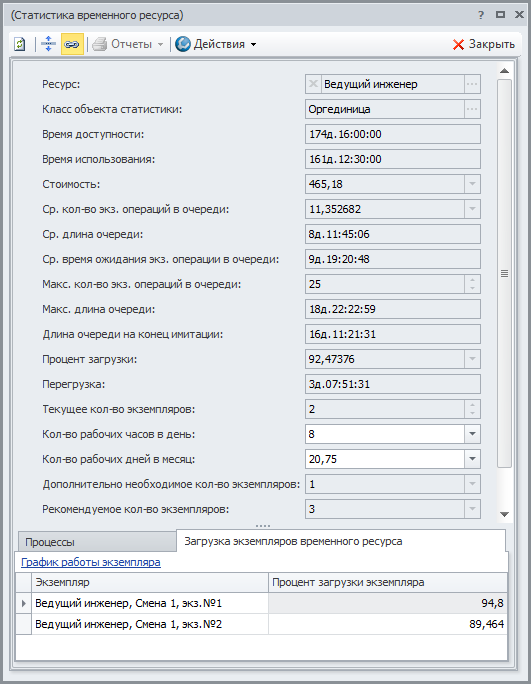 (Статистика временного ресурса)
Отчеты Действия Закрыть
Ресурс: Ведущий инженер
Класс объекта статистики: Оргединица
Время доступности: 174д.16:00:00
Время использования: 161д.12:30:00
Стоимость: 465,18
Ср. кол-во экз. операций в очереди: 11,352682
Ср. длина очереди: 8д.11:45:06
Ср. время ожидания экз. операции в очереди: 9д.19:20:48
Макс. кол-во экз. операций в очереди: 25
Макс. длина очереди: 18д.22:22:59
Длина очереди на конец имитации: 16д.11:21:31
Процент загрузки: 92,47376
Перегрузка: 3д.07:51:31
Текущее кол-во экземпляров: 2
Кол-во рабочих часов в день: 8
Кол-во рабочих дней в месяц: 20,75
Дополнительно необходимое кол-во экземпляров: 1
Рекомендуемое кол-во экземпляров: 3
Процессы Загрузка экземпляров временного ресурса
График работы экземпляра
Экземпляр Процент загрузки экземпляра
Ведущий инженер, Смена 1, экз.№1 94,8
Ведущий инженер, Смена 1, экз.№2 89,464